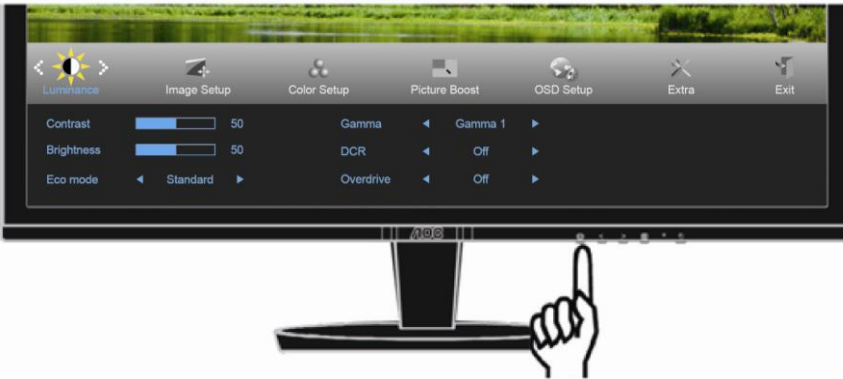 Luminance Image Setup Color Setup Picture Boost OSD Setup Extra Exit
Contrast 50 Gamma Gamma 1
Brightness 50 DCR Off
Eco mode Standard Overdrive Off
AOC